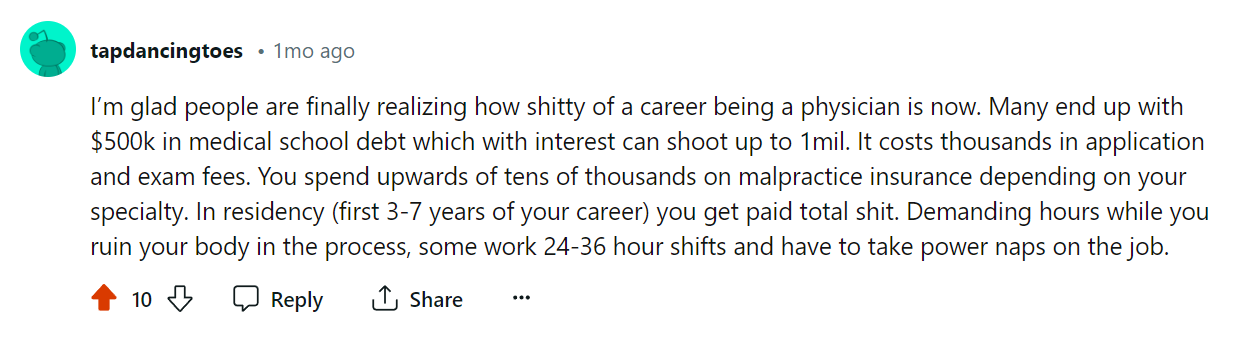 tapdancingtoes • 1mo ago
I'm glad people are finally realizing how shitty of a career being a physician is now. Many end up with
$500k in medical school debt which with interest can shoot up to 1mil. It costs thousands in application
and exam fees. You spend upwards of tens of thousands on malpractice insurance depending on your
specialty. In residency (first 3-7 years of your career) you get paid total shit. Demanding hours while you
ruin your body in the process, some work 24-36 hour shifts and have to take power naps on the job.
10 Reply Share ...